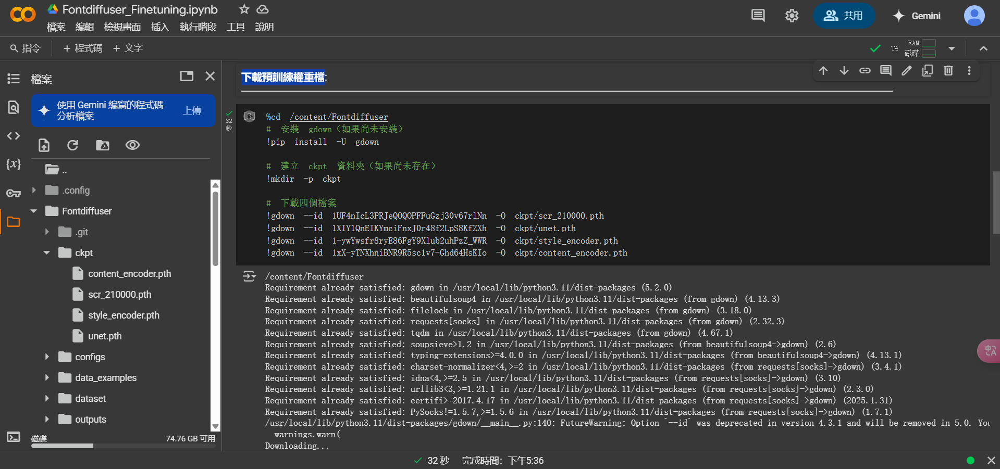 Fontdiffuser_Finetuning.ipynb
檔案 編輯 檢視畫面 插入 執行階段 工具 說明
共用
Gemini
指令 + 程式碼 + 文字
T4 RAM
磁碟
檔案
使用 Gemini 編寫的程式碼
分析檔案
上傳
..
.config
Fontdiffuser
.git
ckpt
content_encoder.pth
scr_210000.pth
style_encoder.pth
unet.pth
configs
data_examples
dataset
outputs
磁碟 74.76 GB 可用
下載預訓練權重檔:
32
秒
%cd /content/Fontdiffuser
# 安裝 gdown（如果尚未安裝）
!pip install -U gdown
# 建立 ckpt 資料夾（如果尚未存在）
!mkdir -p ckpt
# 下載四個檔案
!gdown --id 1UF4nIcL3PRJeQOQOPFFuGzj30v67rlNn -O ckpt/scr_210000.pth
!gdown --id 1XIY1QnEIKYmciFnxJ0r48f2LpS8KfZXh -O ckpt/unet.pth
!gdown --id 1-ywYwsfr8ryE86FgY9Xlub2uhPzZ_WWR -O ckpt/style_encoder.pth
!gdown --id 1xX-yTNXhniBNR9R5sclv7-Ghd64HsKIo -O ckpt/content_encoder.pth
/content/Fontdiffuser
Requirement already satisfied: gdown in /usr/local/lib/python3.11/dist-packages (5.2.0)
Requirement already satisfied: beautifulsoup4 in /usr/local/lib/python3.11/dist-packages (from gdown) (4.13.3)
Requirement already satisfied: filelock in /usr/local/lib/python3.11/dist-packages (from gdown) (3.18.0)
Requirement already satisfied: requests[socks] in /usr/local/lib/python3.11/dist-packages (from gdown) (2.32.3)
Requirement already satisfied: tqdm in /usr/local/lib/python3.11/dist-packages (from gdown) (4.67.1)
Requirement already satisfied: soupsieve>1.2 in /usr/local/lib/python3.11/dist-packages (from beautifulsoup4->gdown) (2.6)
Requirement already satisfied: typing-extensions>=4.0.0 in /usr/local/lib/python3.11/dist-packages (from beautifulsoup4->gdown) (4.13.1)
Requirement already satisfied: charset-normalizer<4,>=2 in /usr/local/lib/python3.11/dist-packages (from requests[socks]->gdown) (3.4.1)
Requirement already satisfied: idna<4,>=2.5 in /usr/local/lib/python3.11/dist-packages (from requests[socks]->gdown) (3.10)
Requirement already satisfied: urllib3<3,>=1.21.1 in /usr/local/lib/python3.11/dist-packages (from requests[socks]->gdown) (2.3.0)
Requirement already satisfied: certifi>=2017.4.17 in /usr/local/lib/python3.11/dist-packages (from requests[socks]->gdown) (2025.1.31)
Requirement already satisfied: PySocks!=1.5.7,>=1.5.6 in /usr/local/lib/python3.11/dist-packages (from requests[socks]->gdown) (1.7.1)
/usr/local/lib/python3.11/dist-packages/gdown/__main__.py:140: FutureWarning: Option `--id` was deprecated in version 4.3.1 and will be removed in 5.0. You
warnings.warn(
Downloading...
32 秒 完成時間：下午5:36